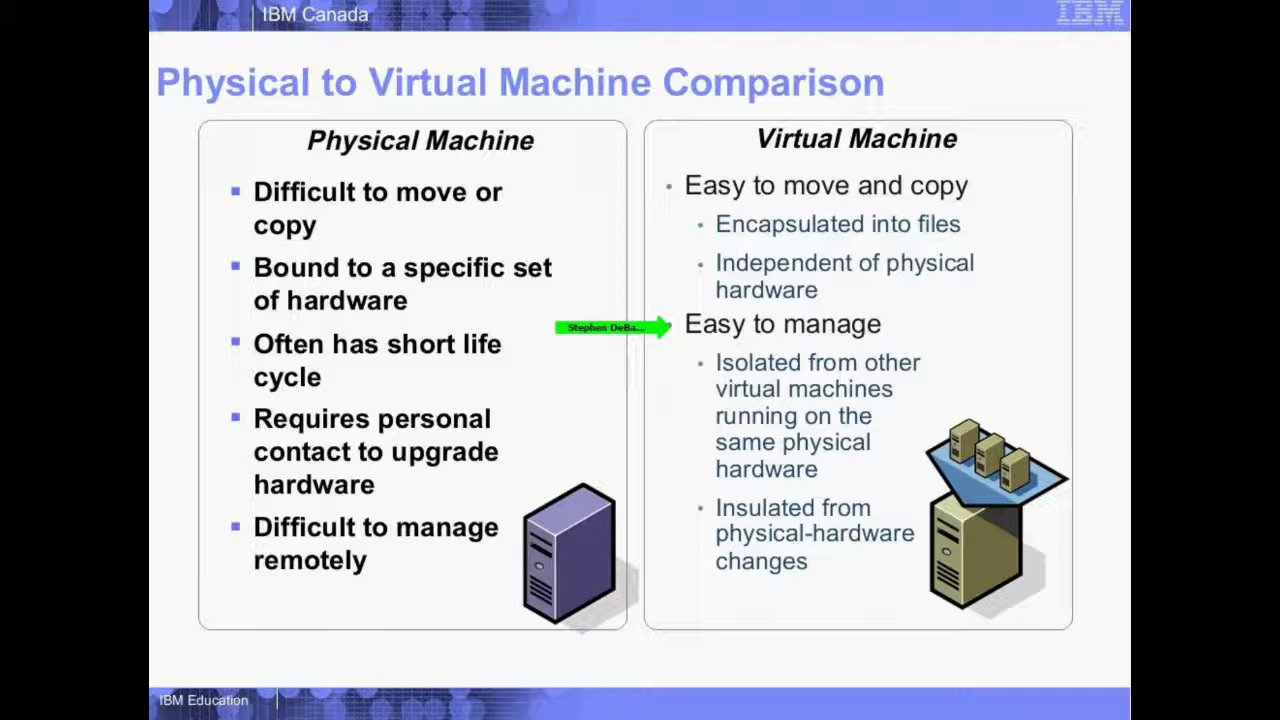 IBM Canada
IBM
Physical to Virtual Machine Comparison
Physical Machine
Difficult to move or
copy
Bound to a specific set
of hardware
Often has short life
cycle
Requires personal
contact to upgrade
hardware
Difficult to manage
remotely
Stephen DeBa...
Virtual Machine
Easy to move and copy
Encapsulated into files
Independent of physical
hardware
Easy to manage
Isolated from other
virtual machines
running on the
same physical
hardware
Insulated from
physical-hardware
changes
IBM Education